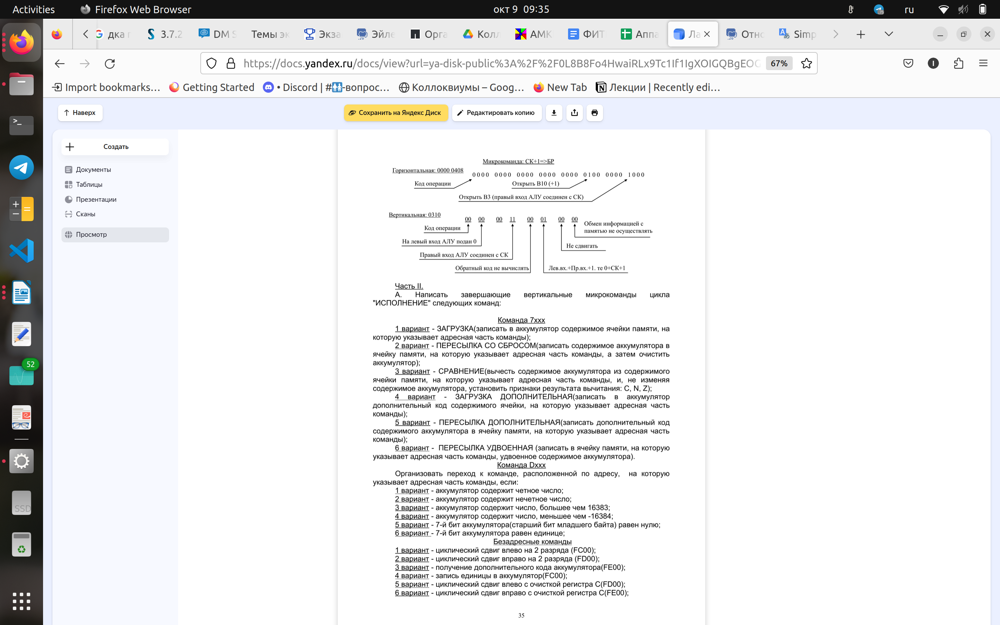 Activities
Firefox Web Browser
окт 9 09:35
ru
дка
3.7.2
DM S
Темы эк
Экза
Эйле
Орга
Колл
АМК
ФИТ
Аппа
Ла
Отно
Simp
https://docs.yandex.ru/docs/view?url=ya-disk-public%3A%2F%2F0L8B8Fo4HwaiRLx9Tc1If1IgXOIGQBgEOG
67%
Import bookmarks...
Getting Started
• Discord | #🚻-вопрос...
Коллоквиумы – Goog...
New Tab
Лекции | Recently edi...
Наверх
Сохранить на Яндекс Диск
Редактировать копию
Создать
Документы
Таблицы
Презентации
Сканы
Просмотр
52
SSD
Микрокоманда: СК+1=>БР
Горизонтальная: 0000 0408
0000 0000 0000 0000 0000 0100 0000 1000
Код операции
Открыть В10 (+1)
Открыть В3 (правый вход АЛУ соединен с СК)
Вертикальная: 0310
00 00 00 11 00 01 00 00
Код операции
Обмен информацией с
памятью не осуществлять
На левый вход АЛУ подан 0
Не сдвигать
Правый вход АЛУ соединен с СК
Обратный код не вычислять
Лев.вх.+Пр.вх.+1. те 0+СК+1
Часть II.
А. Написать завершающие вертикальные микрокоманды цикла
"ИСПОЛНЕНИЕ" следующих команд:
Команда 7xxx
1 вариант - ЗАГРУЗКА(записать в аккумулятор содержимое ячейки памяти, на
которую указывает адресная часть команды);
2 вариант - ПЕРЕСЫЛКА СО СБРОСОМ(записать содержимое аккумулятора в
ячейку памяти, на которую указывает адресная часть команды, а затем очистить
аккумулятор);
3 вариант - СРАВНЕНИЕ(вычесть содержимое аккумулятора из содержимого
ячейки памяти, на которую указывает адресная часть команды, и, не изменяя
содержимое аккумулятора, установить признаки результата вычитания: C, N, Z);
4 вариант - ЗАГРУЗКА ДОПОЛНИТЕЛЬНАЯ(записать в аккумулятор
дополнительный код содержимого ячейки, на которую указывает адресная часть
команды);
5 вариант - ПЕРЕСЫЛКА ДОПОЛНИТЕЛЬНАЯ(записать дополнительный код
содержимого аккумулятора в ячейку памяти, на которую указывает адресная часть
команды);
6 вариант - ПЕРЕСЫЛКА УДВОЕННАЯ (записать в ячейку памяти, на которую
указывает адресная часть команды, удвоенное содержимое аккумулятора).
Команда Dxxx
Организовать переход к команде, расположенной по адресу, на которую
указывает адресная часть команды, если:
1 вариант - аккумулятор содержит четное число;
2 вариант - аккумулятор содержит нечетное число;
3 вариант - аккумулятор содержит число, большее чем 16383;
4 вариант - аккумулятор содержит число, меньшее чем -16384;
5 вариант - 7-й бит аккумулятора(старший бит младшего байта) равен нулю;
6 вариант - 7-й бит аккумулятора равен единице;
Безадресные команды
1 вариант - циклический сдвиг влево на 2 разряда (FC00);
2 вариант - циклический сдвиг вправо на 2 разряда (FD00);
3 вариант - получение дополнительного кода аккумулятора(FE00);
4 вариант - запись единицы в аккумулятор(FC00);
5 вариант - циклический сдвиг влево с очисткой регистра C(FD00);
6 вариант - циклический сдвиг вправо с очисткой регистра C(FE00);
35